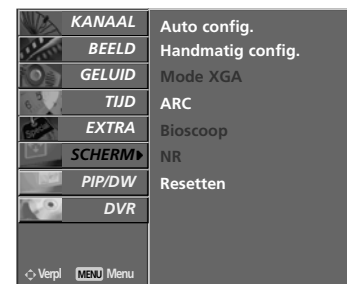 KANAAL
BEELD
GELUID
TIJD
EXTRA
SCHERM
PIP/DW
DVR
Verpl MENU Menu
Auto config.
Handmatig config.
Mode XGA
ARC
Bioscoop
NR
Resetten